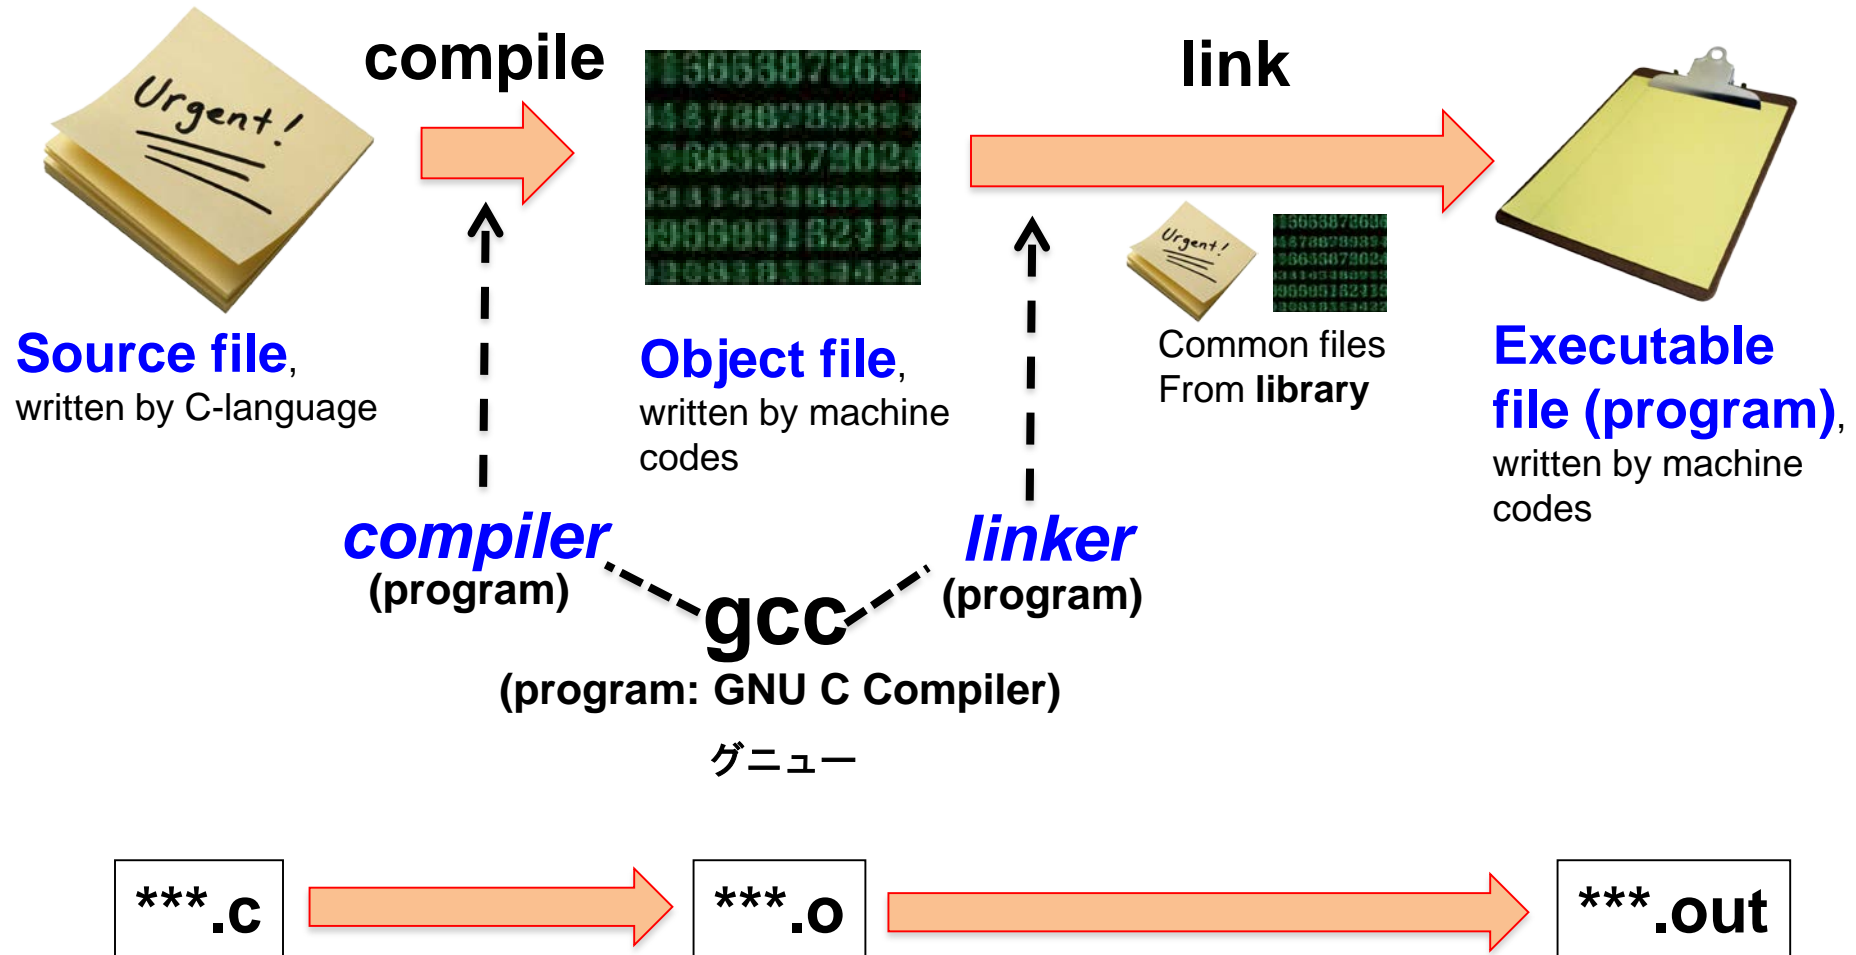 compile
link
Urgent!
Source file,
written by C-language
Object file,
written by machine
codes
Urgent!
Common files
From library
Executable
file (program),
written by machine
codes
compiler
(program)
linker
(program)
gcc
(program: GNU C Compiler)
グニュー
***.c
***.o
***.out